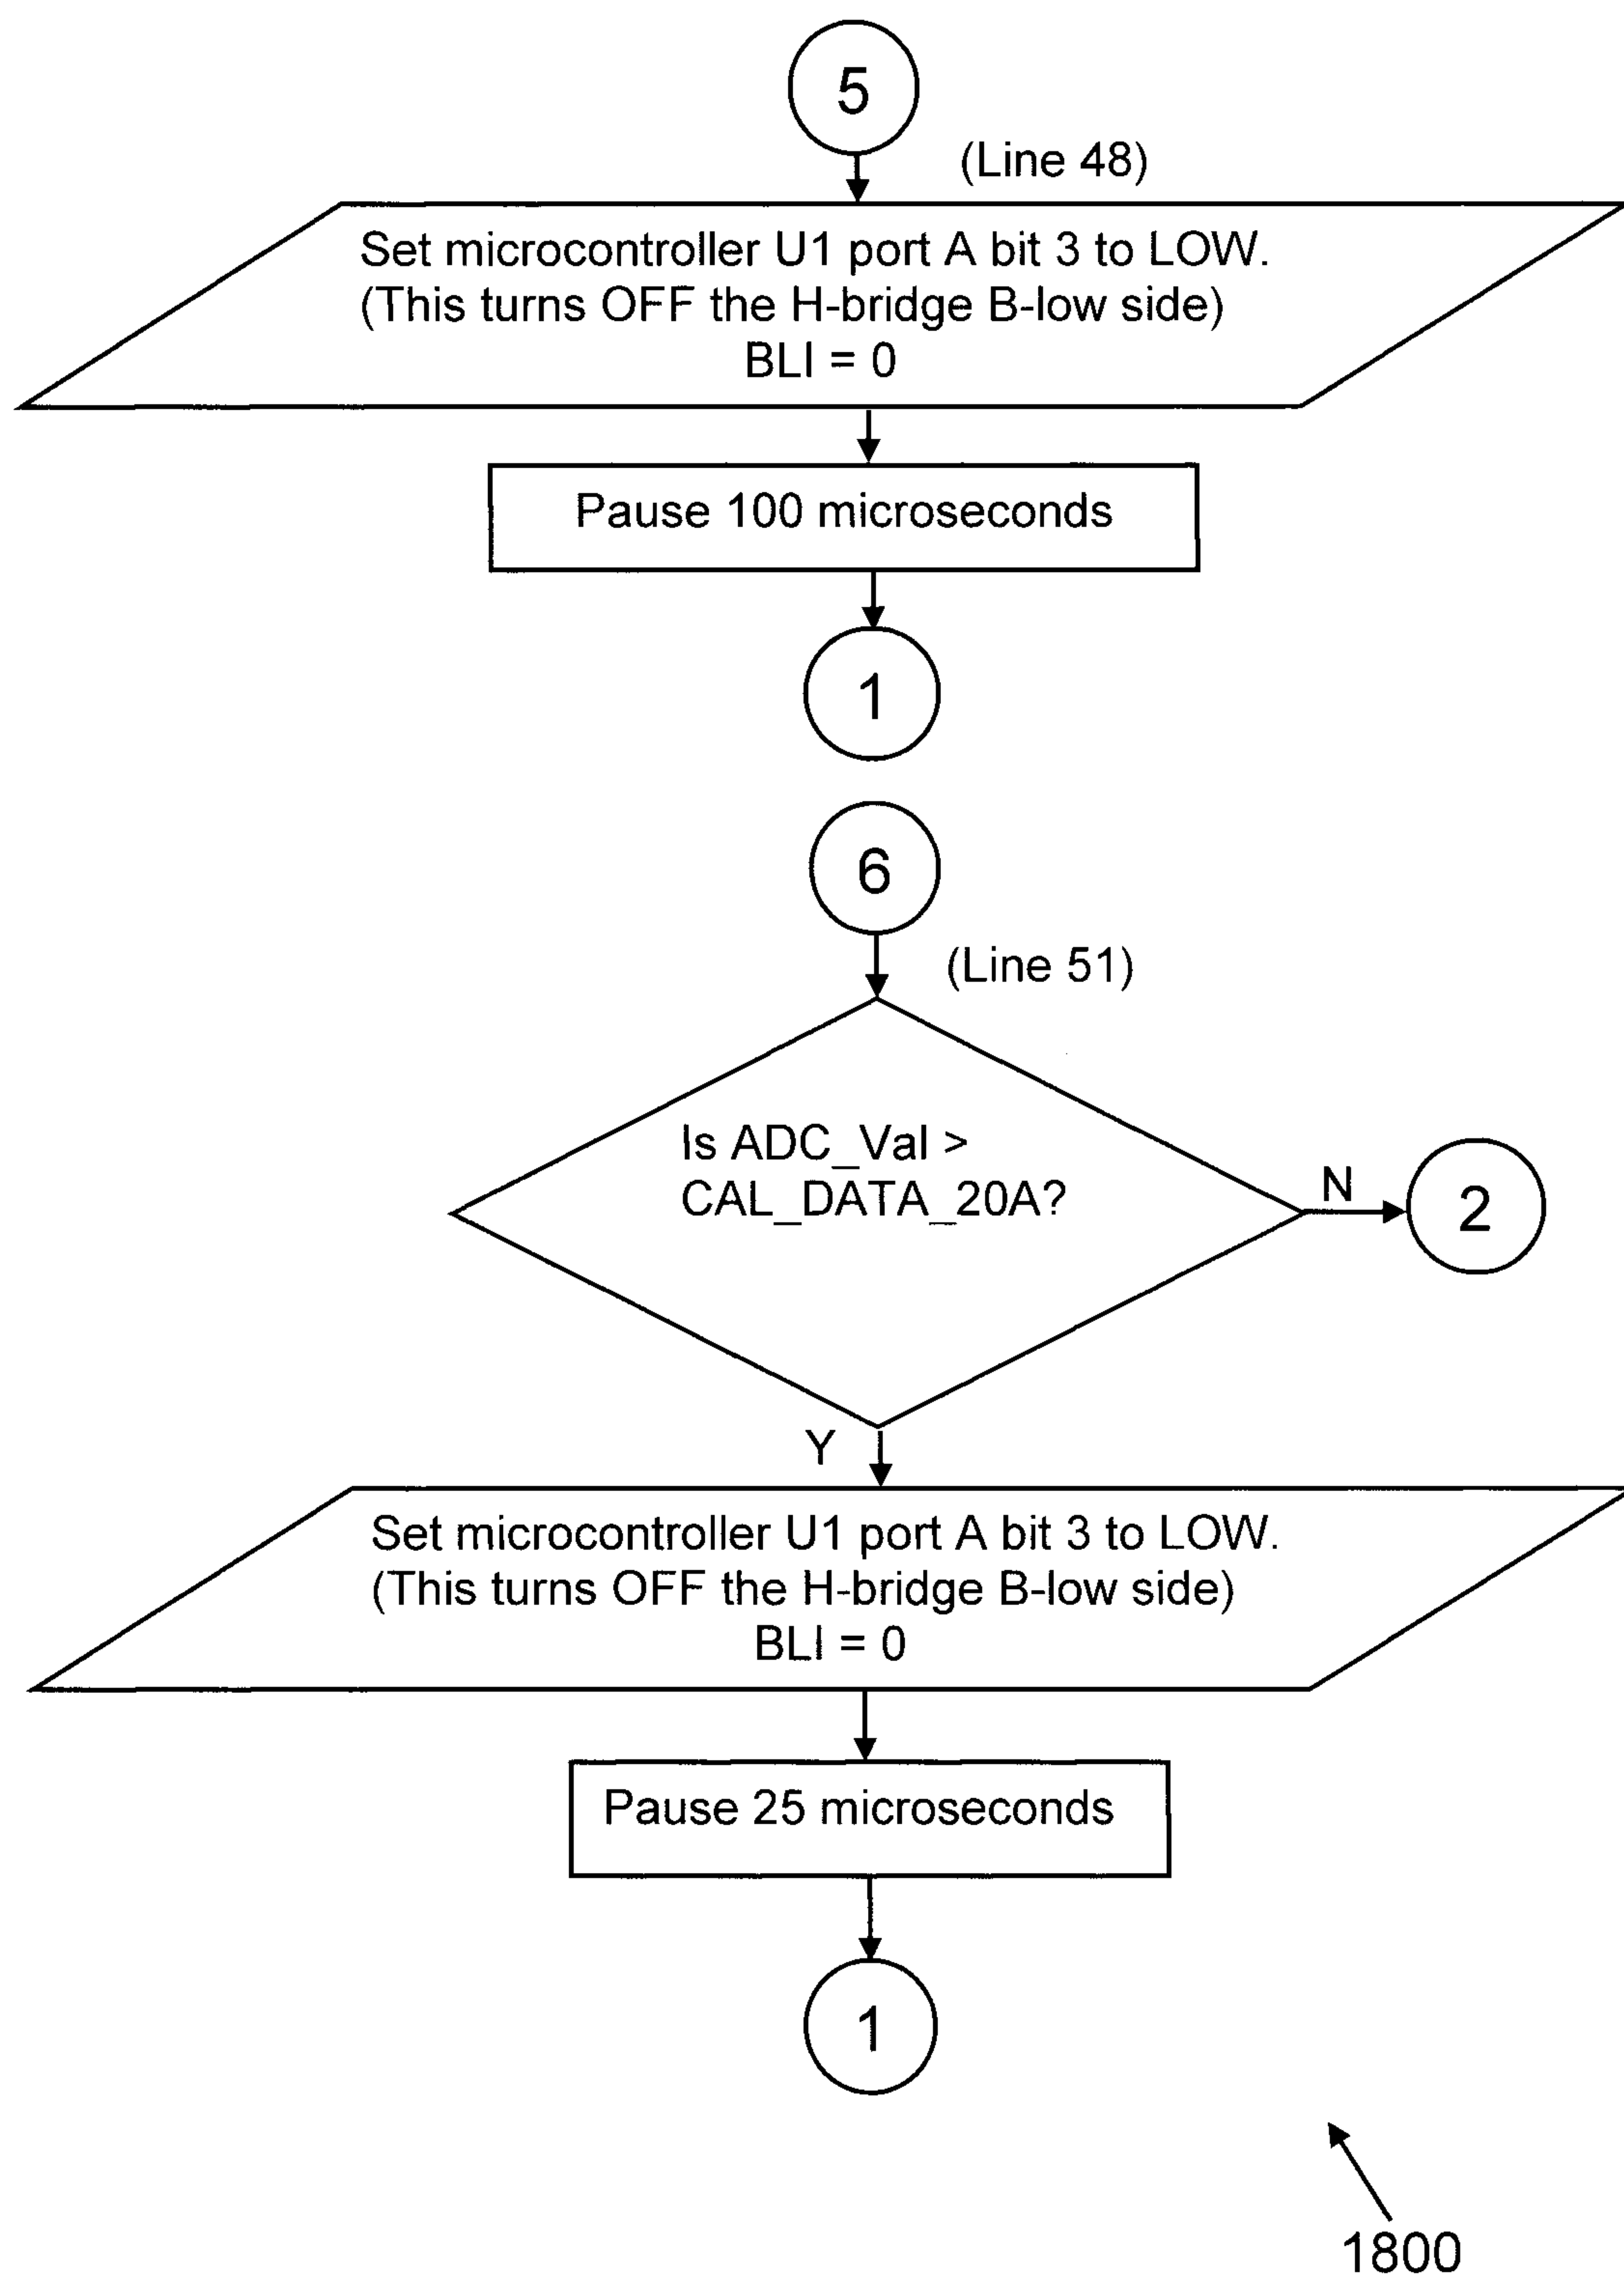 5
(Line 48)
Set microcontroller U1 port A bit 3 to LOW.
(This turns OFF the H-bridge B-low side)
BLI = 0
Pause 100 microseconds
1
6
(Line 51)
Is ADC_Val >
CAL_DATA_20A?
N
2
Y
Set microcontroller U1 port A bit 3 to LOW.
(This turns OFF the H-bridge B-low side)
BLI = 0
Pause 25 microseconds
1
1800